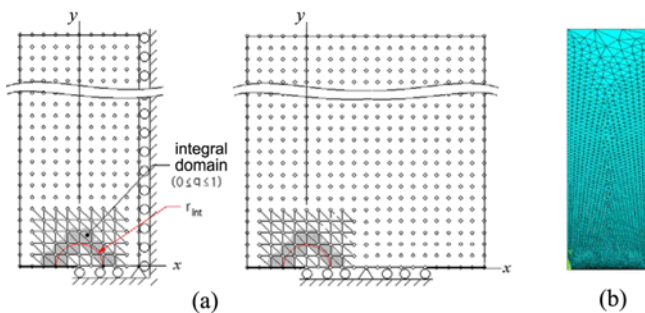 y
y
integral
domain
(0 ≤ q ≤ 1)
r_Int
x
x
(a)
(b)